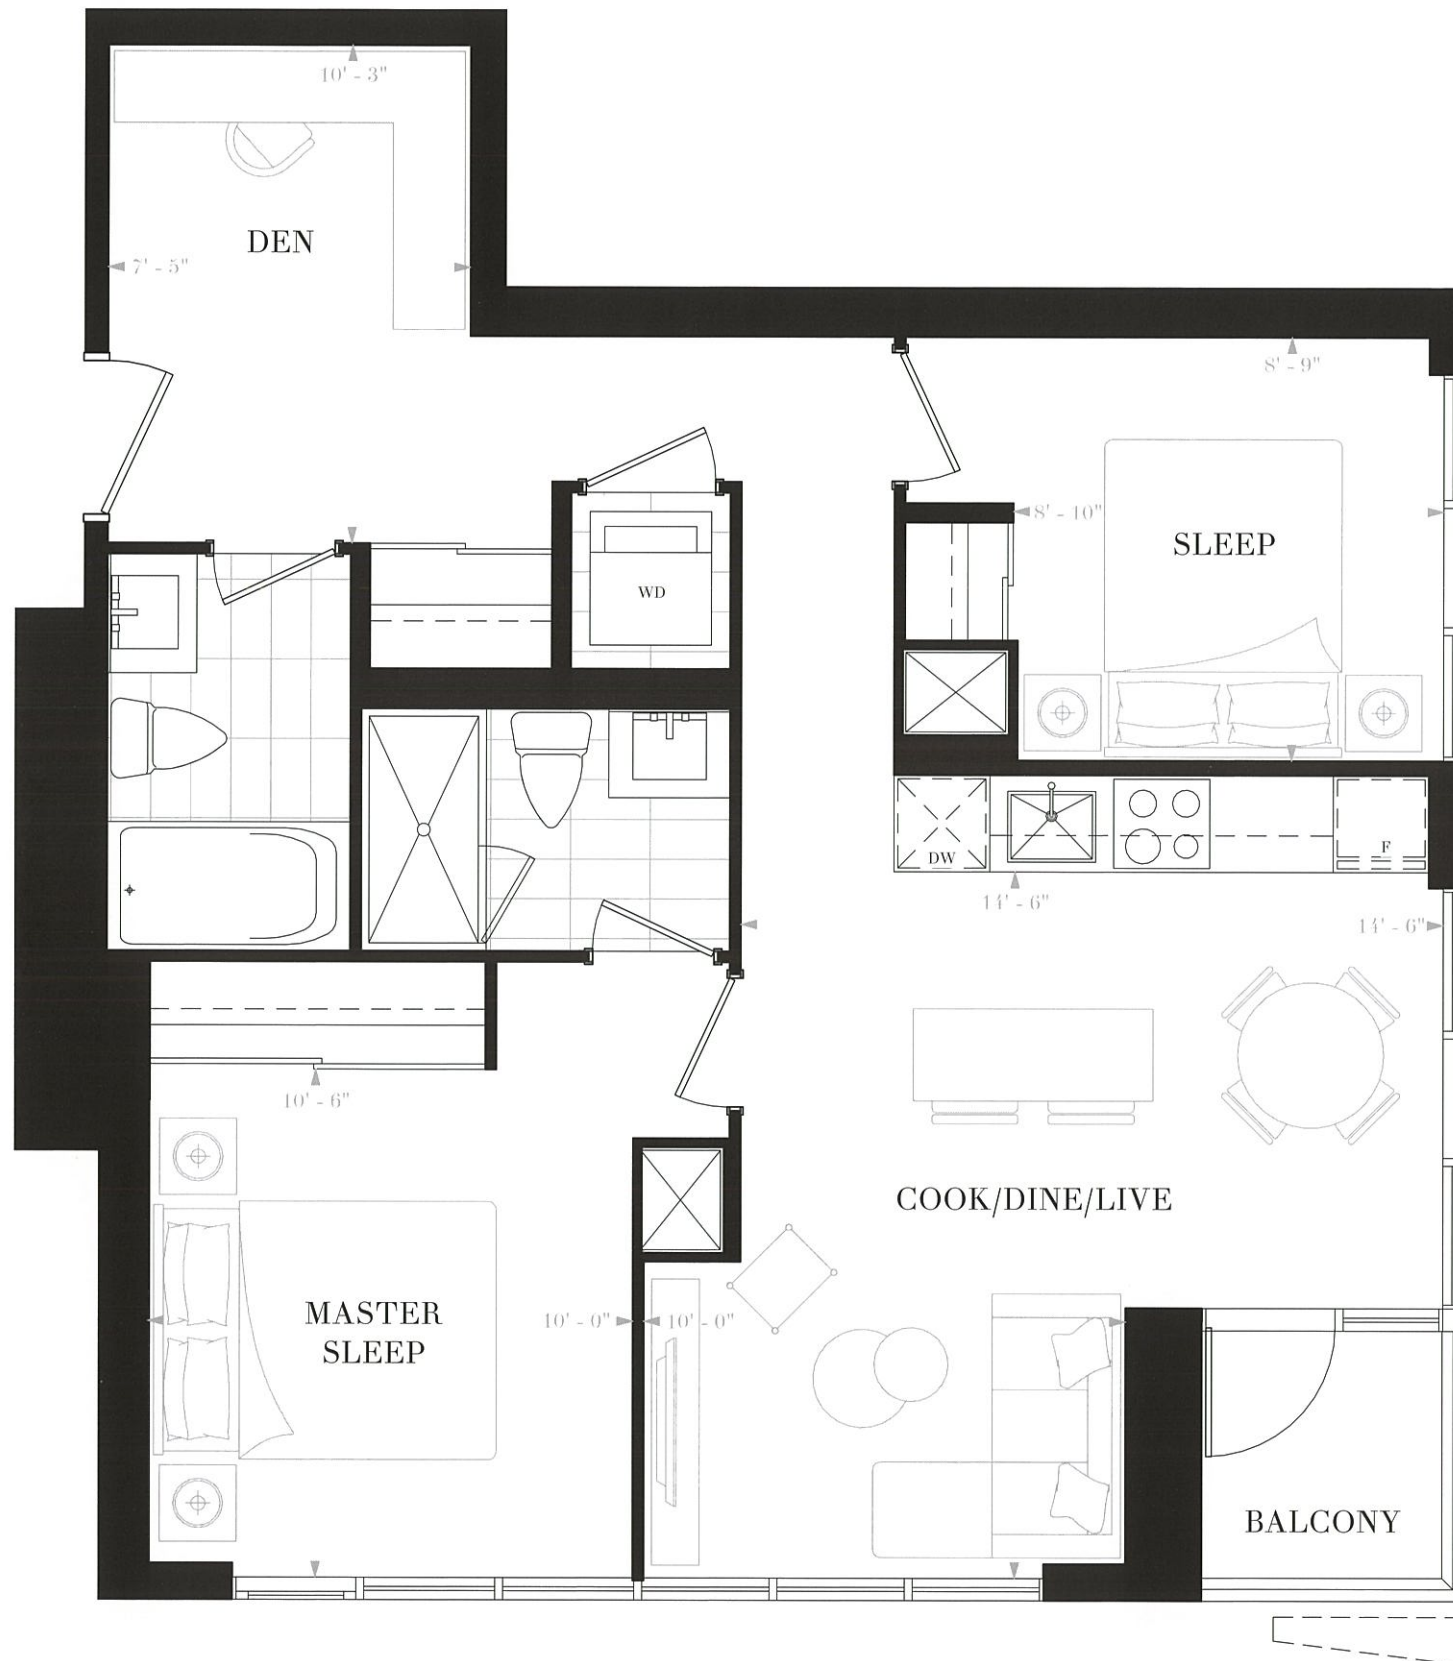 10' - 3"
DEN
7' - 5"
8' - 9"
8' - 10"
SLEEP
WD
DW
F
14' - 6"
14' - 6"
10' - 6"
COOK/DINE/LIVE
MASTER
SLEEP
10' - 0"
10' - 0"
BALCONY